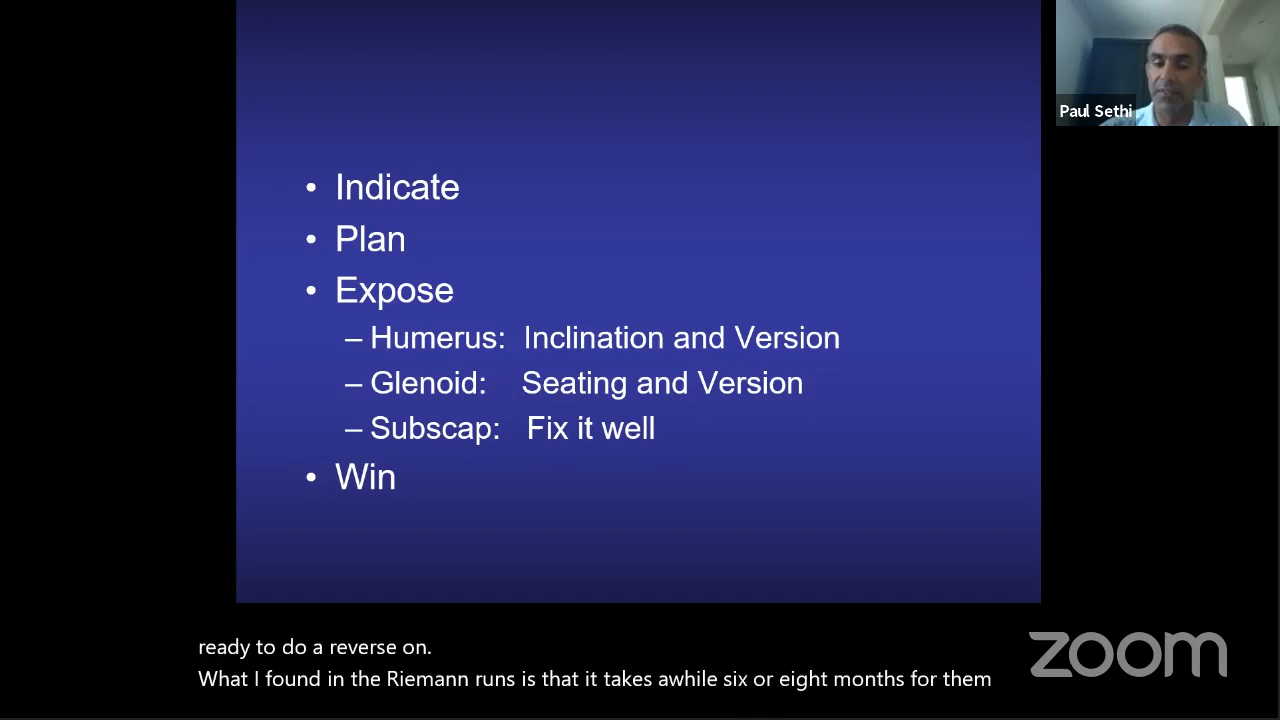 Paul Sethi
• Indicate
• Plan
• Expose
– Humerus: Inclination and Version
– Glenoid: Seating and Version
– Subscap: Fix it well
• Win
ready to do a reverse on.
What I found in the Riemann runs is that it takes awhile six or eight months for them
zoom